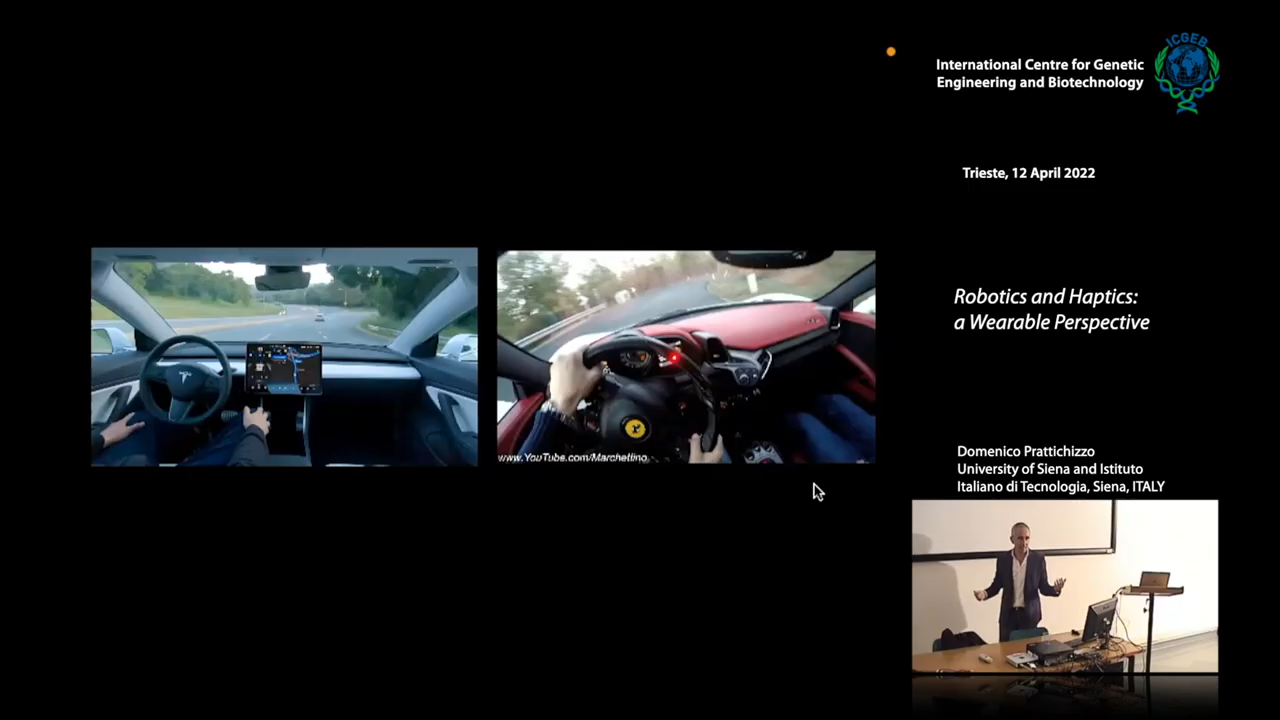 ICGEB
International Centre for Genetic
Engineering and Biotechnology
Trieste, 12 April 2022
Robotics and Haptics:
a Wearable Perspective
www.YouTube.com/Marchettino
Domenico Prattichizzo
University of Siena and Istituto
Italiano di Tecnologia, Siena, ITALY